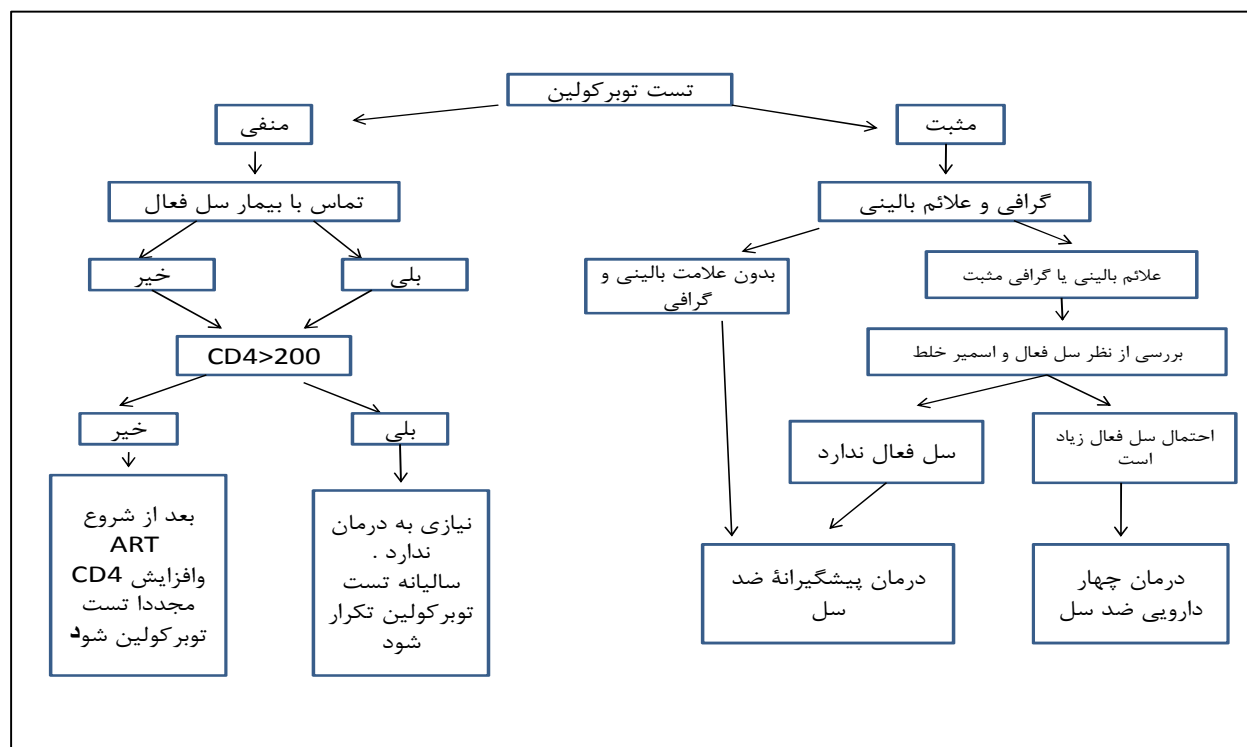 تست توبرکولین
مثبت
منفی
گرافی و علائم بالینی
تماس با بیمار سل فعال
علائم بالینی یا گرافی مثبت
بدون علامت بالینی و
گرافی
بلی
خیر
بررسی از نظر سل فعال و اسمیر خلط
CD4>200
احتمال سل فعال زیاد
است
سل فعال ندارد
بلی
خیر
درمان چهار
دارویی ضد سل
درمان پیشگیرانهٔ ضد
سل
نیازی به درمان
ندارد .
سالیانه تست
توبرکولین تکرار
شود
بعد از شروع
ART
وافزایش CD4
مجددا تست
توبرکولین شود